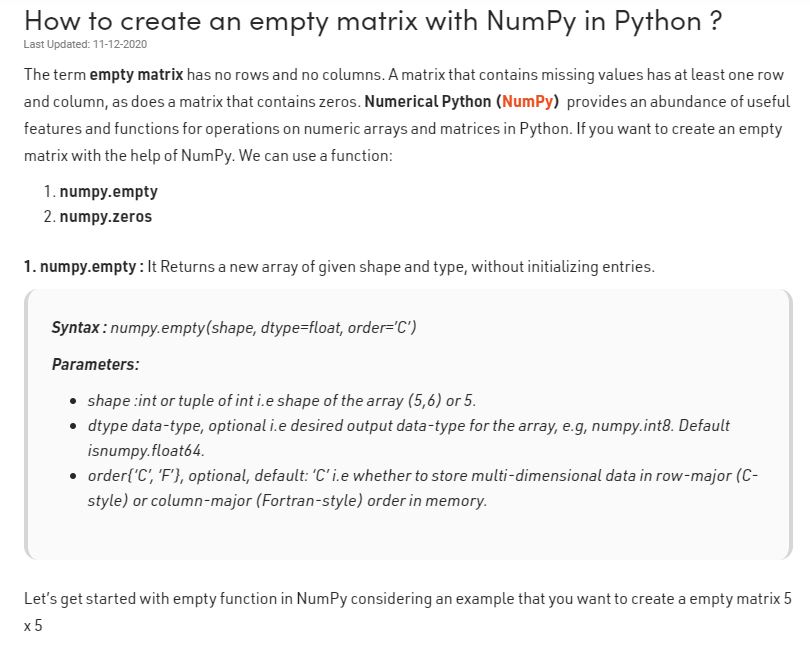 How to create an empty matrix with NumPy in Python ?
Last Updated: 11-12-2020
The term empty matrix has no rows and no columns. A matrix that contains missing values has at least one row
and column, as does a matrix that contains zeros. Numerical Python (NumPy) provides an abundance of useful
features and functions for operations on numeric arrays and matrices in Python. If you want to create an empty
matrix with the help of NumPy. We can use a function:
1. numpy.empty
2. numpy.zeros
1. numpy.empty : It Returns a new array of given shape and type, without initializing entries.
Syntax : numpy.empty(shape, dtype=float, order='C')
Parameters:
• shape :int or tuple of int i.e shape of the array (5,6) or 5.
• dtype data-type, optional i.e desired output data-type for the array, e.g, numpy.int8. Default
isnumpy.float64.
• order{'C', 'F'}, optional, default: 'C' i.e whether to store multi-dimensional data in row-major (C-
style) or column-major (Fortran-style) order in memory.
Let's get started with empty function in NumPy considering an example that you want to create a empty matrix 5
x 5